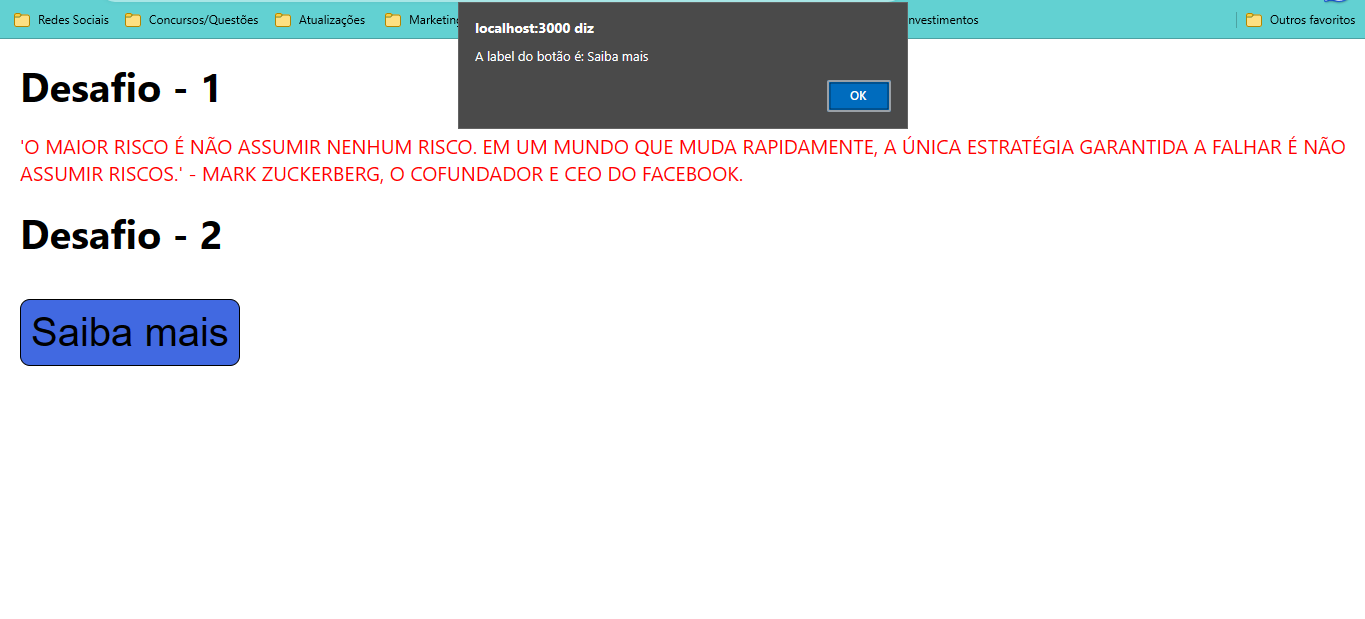 Redes Sociais Concursos/Questões Atualizações Marketing nvestimentos Outros favoritos
localhost:3000 diz
A label do botão é: Saiba mais
OK
Desafio - 1
'O MAIOR RISCO É NÃO ASSUMIR NENHUM RISCO. EM UM MUNDO QUE MUDA RAPIDAMENTE, A ÚNICA ESTRATÉGIA GARANTIDA A FALHAR É NÃO
ASSUMIR RISCOS.' - MARK ZUCKERBERG, O COFUNDADOR E CEO DO FACEBOOK.
Desafio - 2
Saiba mais